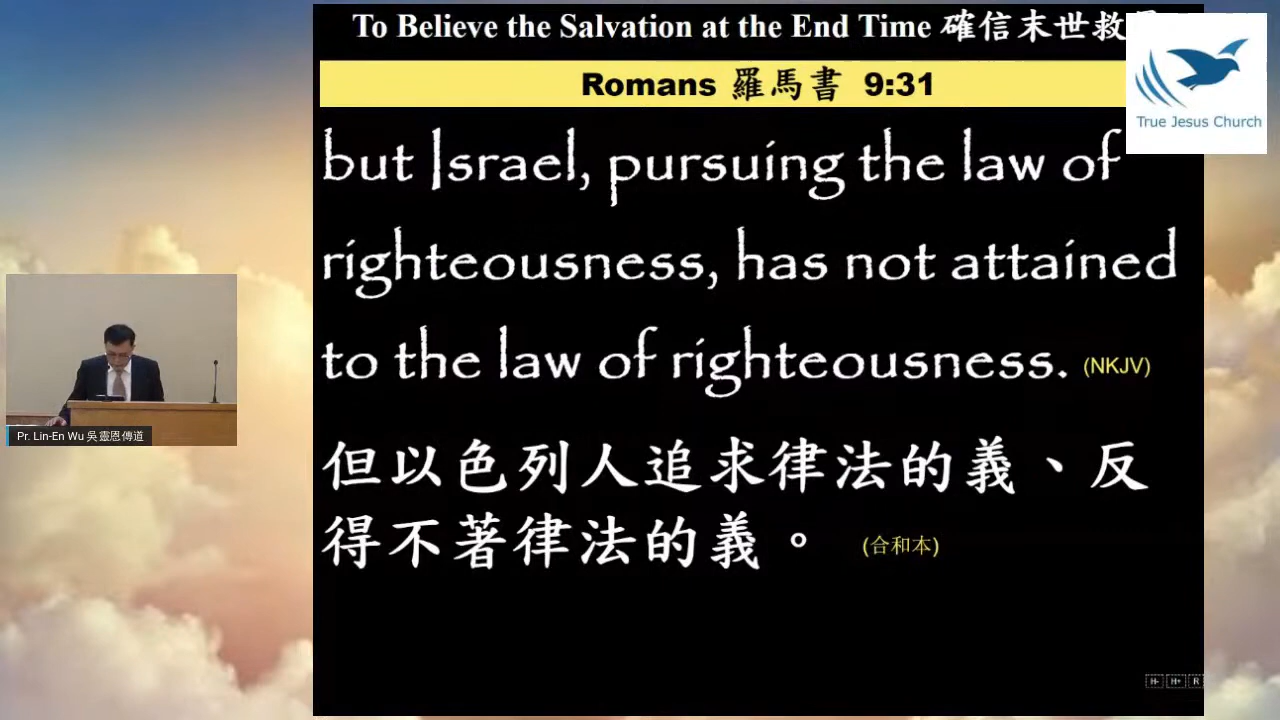 To Believe the Salvation at the End Time 確信末世救
Romans 羅馬書 9:31
True Jesus Church
but Israel, pursuing the law of
righteousness, has not attained
to the law of righteousness. (NKJV)
但以色列人追求律法的義、反
得不著律法的義。 (合和本)
Pr. Lin-En Wu 吳靈恩傳道
H- H+ R